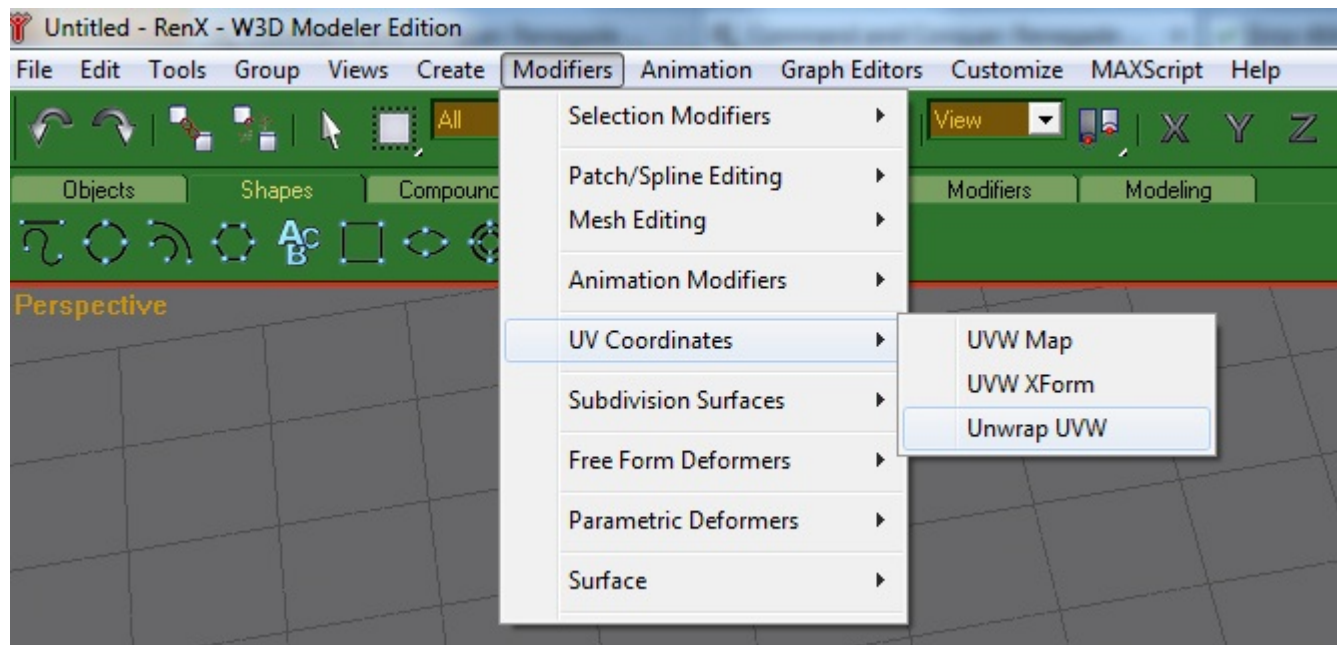 Untitled - RenX - W3D Modeler Edition
File Edit Tools Group Views Create Modifiers Animation Graph Editors Customize MAXScript Help
All View X Y Z
Objects Shapes Compound Modifiers Modeling
ABC
Perspective
Selection Modifiers
Patch/Spline Editing
Mesh Editing
Animation Modifiers
UV Coordinates
Subdivision Surfaces
Free Form Deformers
Parametric Deformers
Surface
UVW Map
UVW XForm
Unwrap UVW